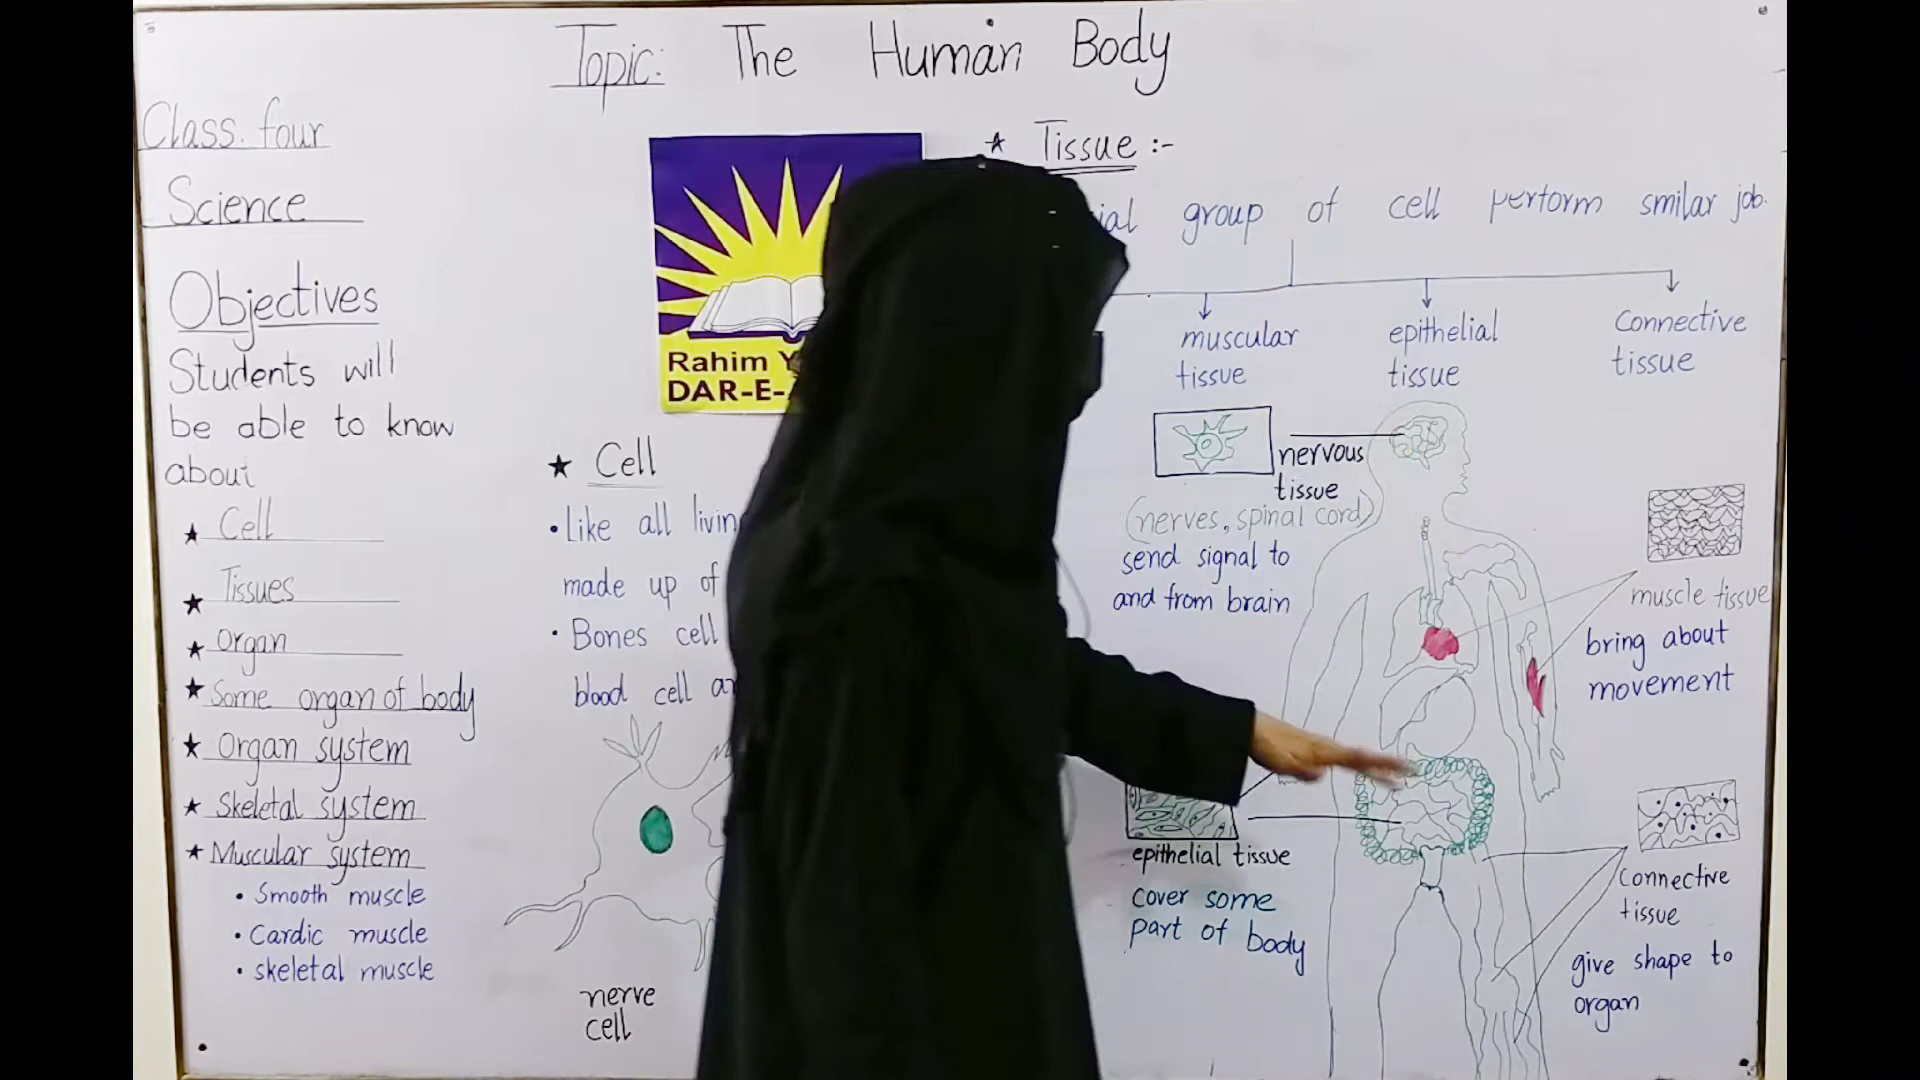 Topic: The Human Body
Class. four
Science
Objectives
Students will
be able to know
about
★ Cell
★ Tissues
★ organ
★ Some organ of body
★ Organ system
★ Skeletal system
★ Muscular system
• Smooth muscle
• Cardic muscle
• skeletal muscle
Rahim
DAR-E-
★ Cell
• Like all
made up of
• Bones cell
blood cell
nerve
cell
★ Tissue :-
group of cell perform smilar job.
muscular
tissue
epithelial
tissue
Connective
tissue
nervous
tissue
(nerves, spinal cord)
send signal to
and from brain
muscle tissue
bring about
movement
epithelial tissue
cover some
part of body
connective
tissue
give shape to
organ